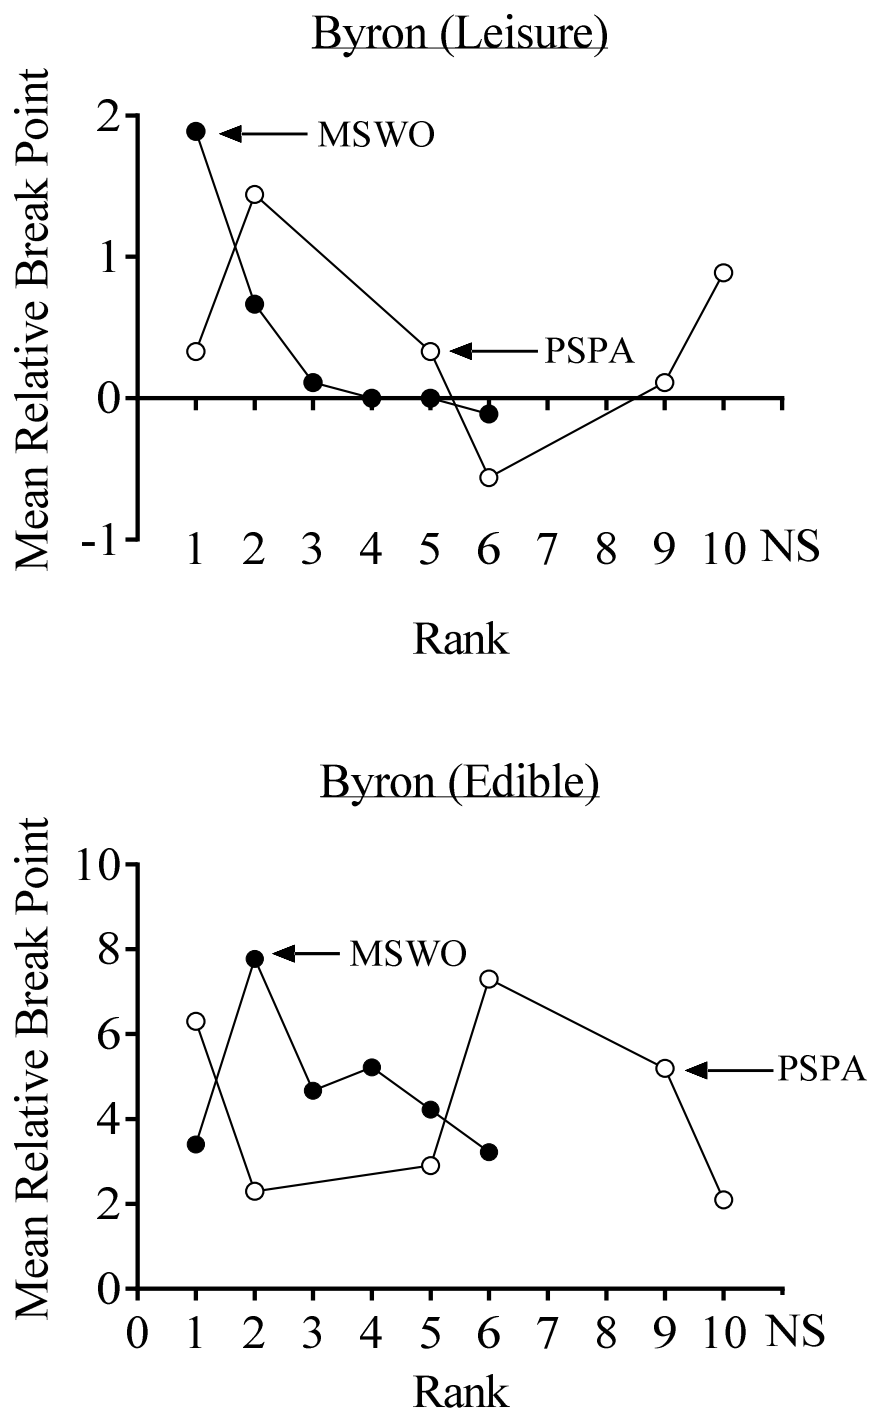 Byron (Leisure)
Mean Relative Break Point
2
1
0
-1
MSWO
PSPA
1 2 3 4 5 6 7 8 9 10 NS
Rank
Byron (Edible)
Mean Relative Break Point
10
8
6
4
2
0
MSWO
PSPA
0 1 2 3 4 5 6 7 8 9 10 NS
Rank